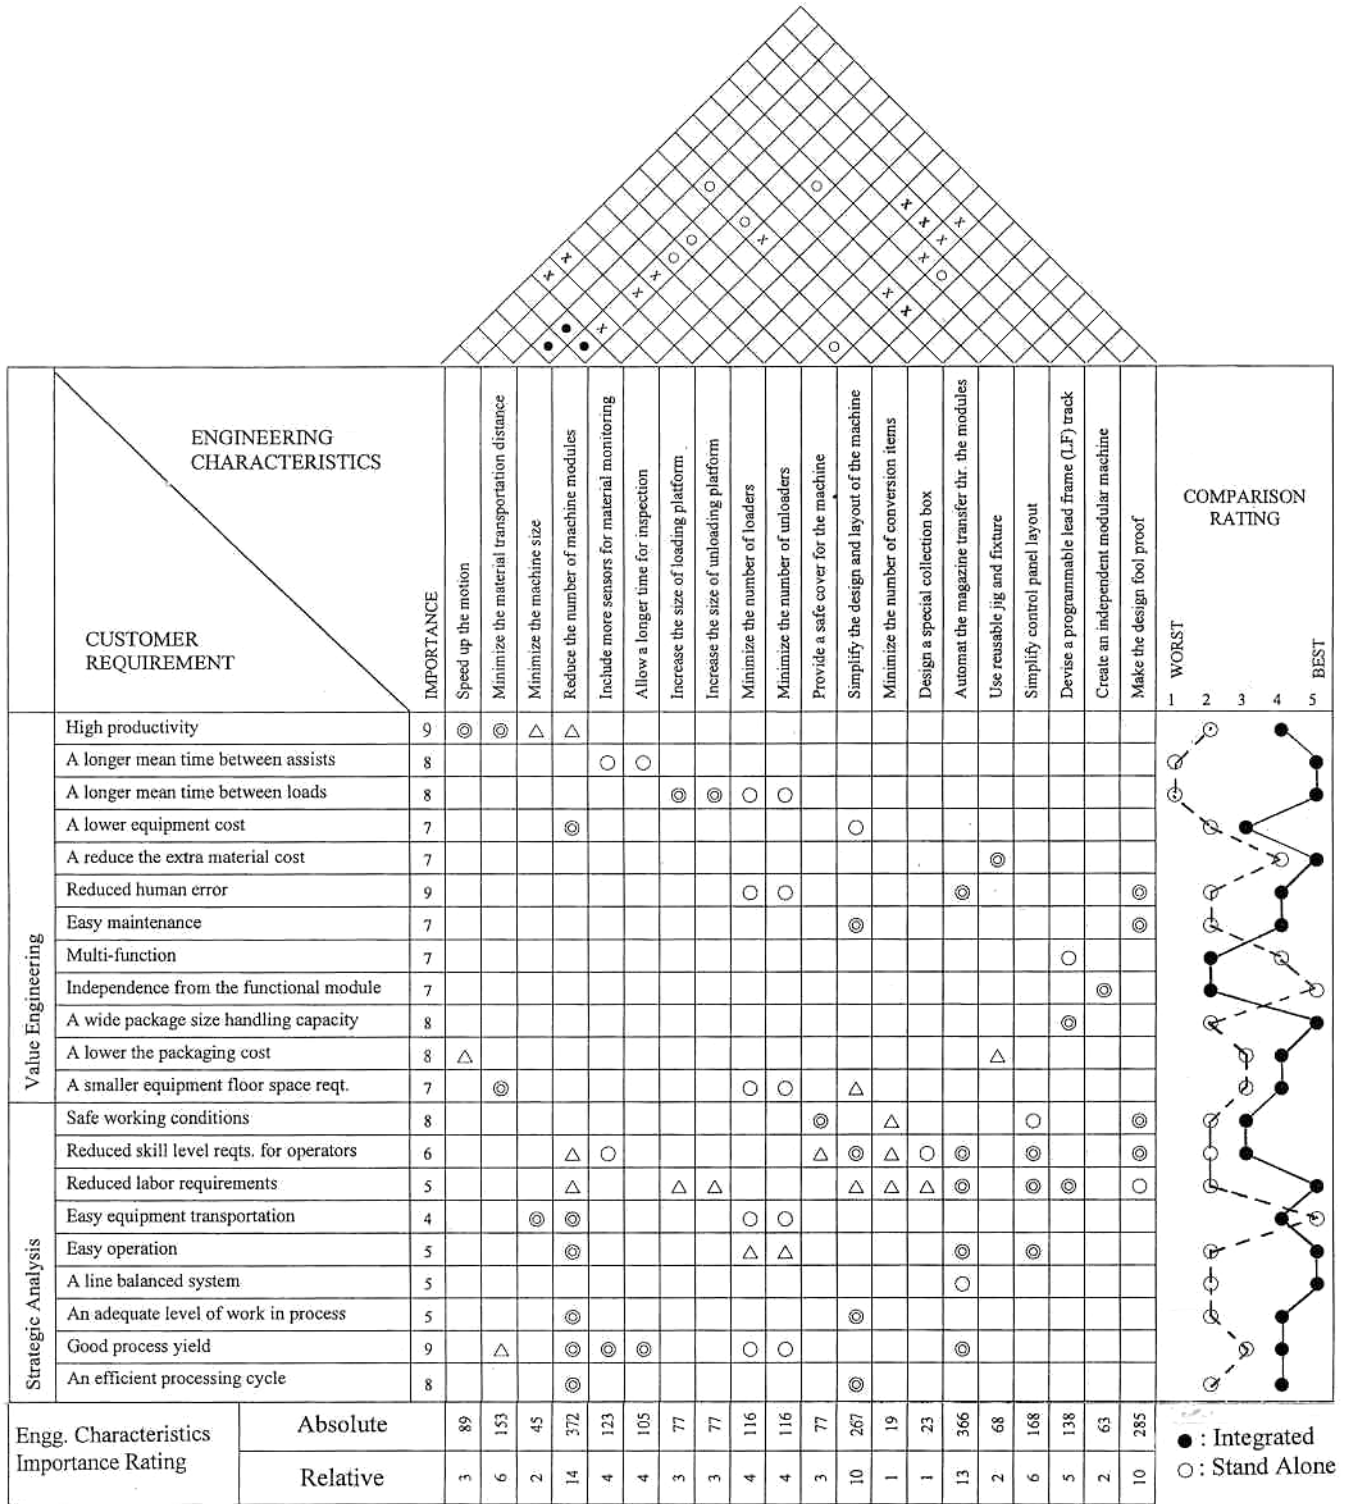 ENGINEERING
CHARACTERISTICS
CUSTOMER
REQUIREMENT
IMPORTANCE
Speed up the motion
Minimize the material transportation distance
Minimize the machine size
Reduce the number of machine modules
Include more sensors for material monitoring
Allow a longer time for inspection
Increase the size of loading platform
Increase the size of unloading platform
Minimize the number of loaders
Minimize the number of unloaders
Provide a safe cover for the machine
Simplify the design and layout of the machine
Minimize the number of conversion items
Design a special collection box
Automat the magazine transfer thr. the modules
Use reusable jig and fixture
Simplify control panel layout
Devise a programmable lead frame (LF) track
Create an independent modular machine
Make the design fool proof
COMPARISON
RATING
WORST
BEST
1 2 3 4 5
Value Engineering
High productivity 9
A longer mean time between assists 8
A longer mean time between loads 8
A lower equipment cost 7
A reduce the extra material cost 7
Reduced human error 9
Easy maintenance 7
Multi-function 7
Independence from the functional module 7
A wide package size handling capacity 8
A lower the packaging cost 8
A smaller equipment floor space reqt. 7
Strategic Analysis
Safe working conditions 8
Reduced skill level reqts. for operators 6
Reduced labor requirements 5
Easy equipment transportation 4
Easy operation 5
A line balanced system 5
An adequate level of work in process 5
Good process yield 9
An efficient processing cycle 8
Engg. Characteristics
Importance Rating
Absolute 89 153 45 372 123 105 77 77 116 116 77 267 19 23 366 68 168 138 63 285
Relative 3 6 2 14 4 4 3 3 4 4 3 10 1 1 13 2 6 5 2 10
: Integrated
: Stand Alone